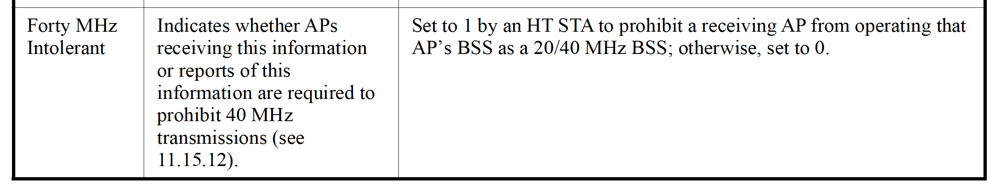 Forty MHz
Intolerant
Indicates whether APs
receiving this information
or reports of this
information are required to
prohibit 40 MHz
transmissions (see
11.15.12).
Set to 1 by an HT STA to prohibit a receiving AP from operating that
AP’s BSS as a 20/40 MHz BSS; otherwise, set to 0.